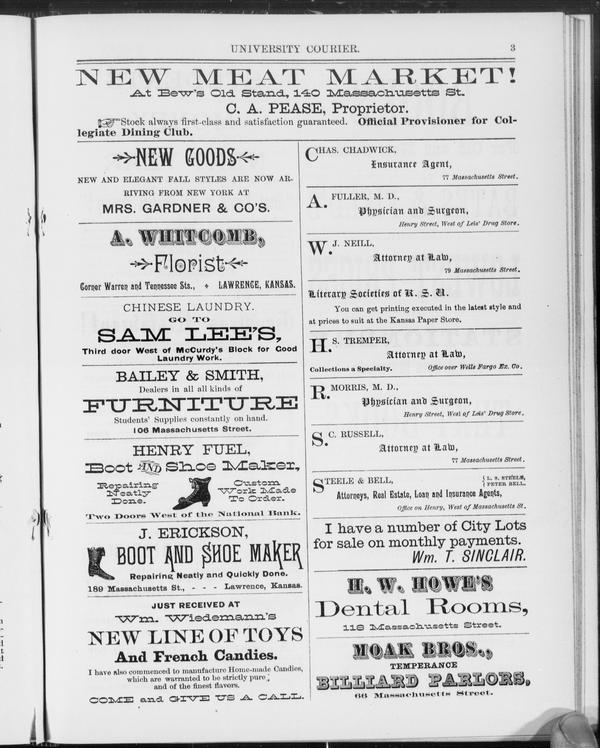 UNIVERSITY COURIER. 3
NEW MEAT MARKET!
At Bew's Old Stand, 140 Massachusetts St.
C. A. PEASE, Proprietor.
Stock always first-class and satisfaction guaranteed. Official Provisioner for Col-
legiate Dining Club.
NEW GOODS
NEW AND ELEGANT FALL STYLES ARE NOW AR-
RIVING FROM NEW YORK AT
MRS. GARDNER & CO'S.
A. WHITCOMB,
Florist
Corner Warren and Tennessee Sts., LAWRENCE, KANSAS.
CHINESE LAUNDRY.
GO TO
SAM LEE'S,
Third door West of McCurdy's Block for Good
Laundry Work.
BAILEY & SMITH,
Dealers in all all kinds of
FURNITURE
Students' Supplies constantly on hand.
106 Massachusetts Street.
HENRY FUEL,
Boot AND Shoe Maker,
Repairing
Neatly
Done.
Custom
Work Made
To Order.
Two Doors West of the National Bank.
J. ERICKSON,
BOOT AND SHOE MAKER
Repairing Neatly and Quickly Done.
189 Massachusetts St., - - - Lawrence, Kansas.
JUST RECEIVED AT
Wm. Wiedemann's
NEW LINE OF TOYS
And French Candies.
I have also commenced to manufacture Home-made Candies,
which are warranted to be strictly pure
and of the finest flavors.
COME and GIVE US A CALL.
CHAS. CHADWICK,
Insurance Agent,
77 Massachusetts Street.
A. FULLER, M. D.,
Physician and Surgeon,
Henry Street, West of Leis' Drug Store.
W. J. NEILL,
Attorney at Law,
79 Massachusetts Street.
Literary Societies of K. S. U.
You can get printing executed in the latest style and
at prices to suit at the Kansas Paper Store.
H. S. TREMPER,
Attorney at Law,
Collections a Specialty. Office over Wells Fargo Ex. Co.
R. MORRIS, M. D.,
Physician and Surgeon,
Henry Street, West of Leis' Drug Store.
S. C. RUSSELL,
Attorney at Law,
77 Massachusetts Street.
STEELE & BELL, { L. S. STEELE,
{ PETER BELL.
Attorneys, Real Estate, Loan and Insurance Agents,
Office on Henry, West of Massachusetts St.
I have a number of City Lots
for sale on monthly payments.
Wm. T. SINCLAIR.
H. W. HOWE'S
Dental Rooms,
118 Massachusetts Street.
MOAK BROS.,
TEMPERANCE
BILLIARD PARLORS,
66 Massachusetts Street.